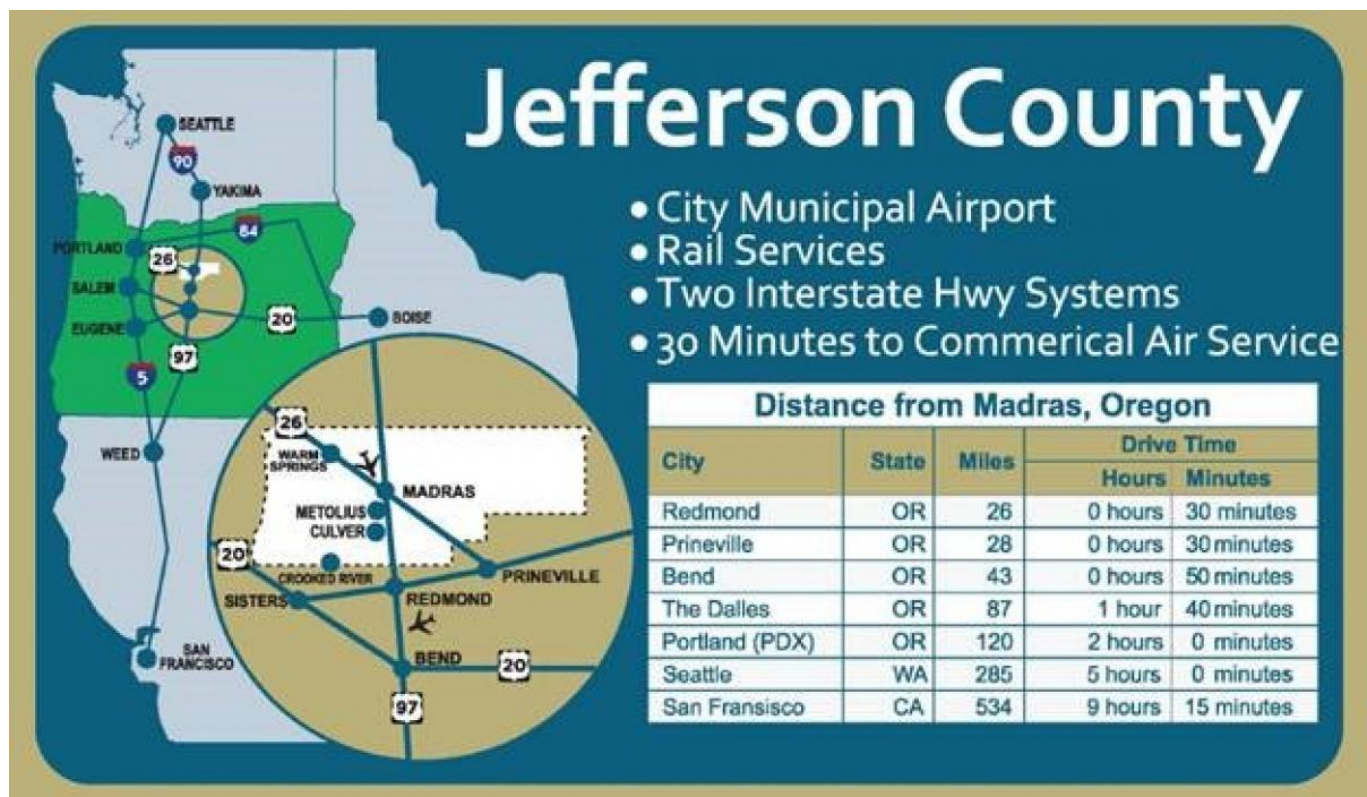 Jefferson County
• City Municipal Airport
• Rail Services
• Two Interstate Hwy Systems
• 30 Minutes to Commerical Air Service
SEATTLE
90
YAKIMA
84
PORTLAND
26
SALEM
20
BOISE
EUGENE
97
5
WEED
SAN
FRANCISCO
26
WARM
SPRINGS
MADRAS
METOLIUS
CULVER
20
CROOKED RIVER
PRINEVILLE
SISTERS
REDMOND
BEND
20
97
Distance from Madras, Oregon
City State Miles Drive Time
Hours Minutes
Redmond OR 26 0 hours 30 minutes
Prineville OR 28 0 hours 30 minutes
Bend OR 43 0 hours 50 minutes
The Dalles OR 87 1 hour 40 minutes
Portland (PDX) OR 120 2 hours 0 minutes
Seattle WA 285 5 hours 0 minutes
San Fransisco CA 534 9 hours 15 minutes